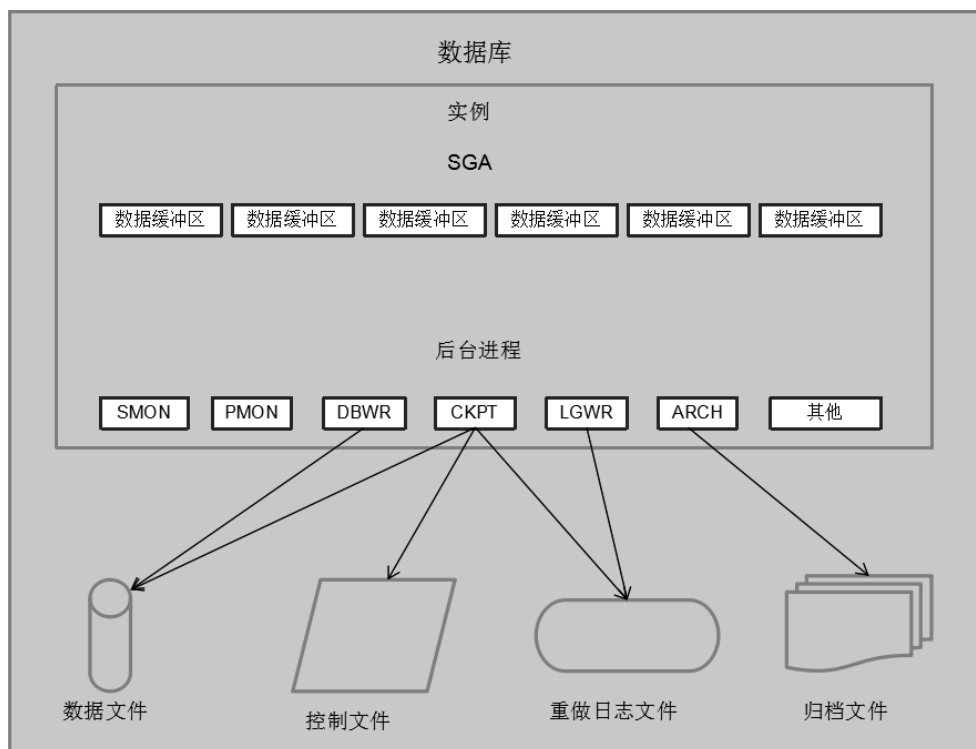 数据库
实例
SGA
数据缓冲区 数据缓冲区 数据缓冲区 数据缓冲区 数据缓冲区 数据缓冲区
后台进程
SMON PMON DBWR CKPT LGWR ARCH 其他
数据文件 控制文件 重做日志文件 归档文件